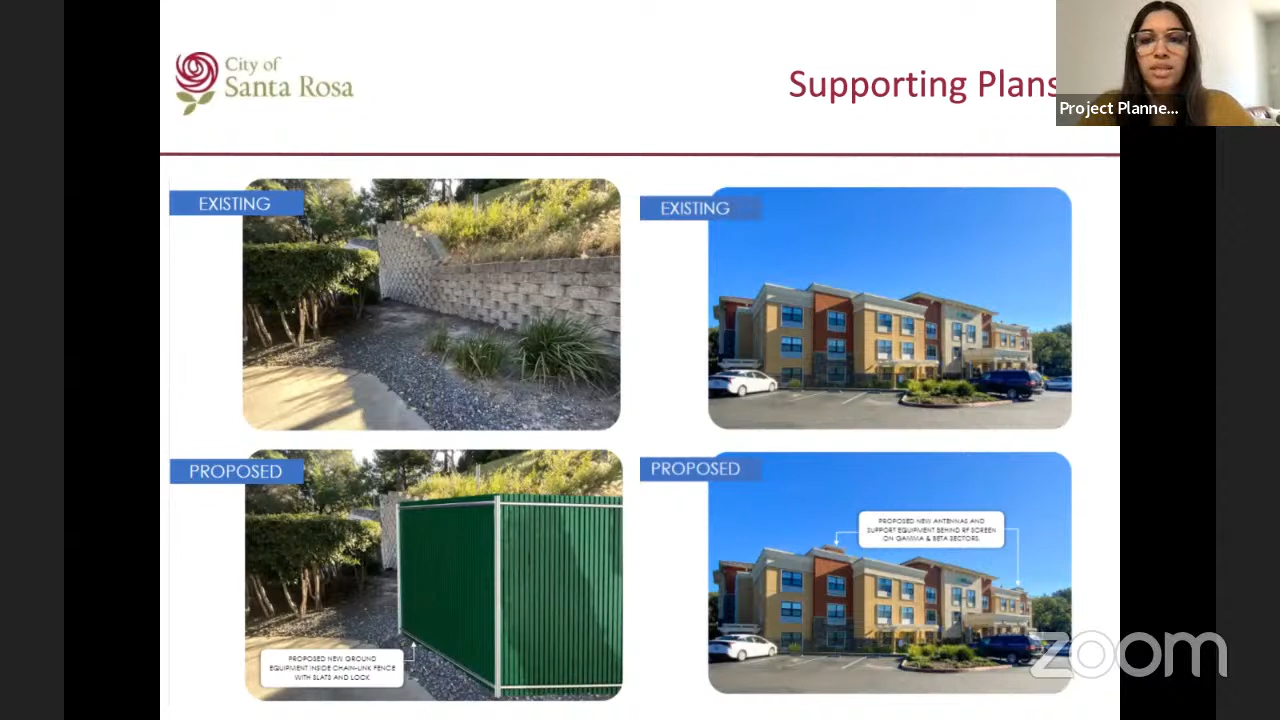 City of
Santa Rosa
Supporting Plans
Project Planne...
EXISTING
EXISTING
PROPOSED
PROPOSED
PROPOSED NEW ANTENNAS AND
SUPPORT EQUIPMENT BEHIND RF SCREEN
ON GAMMA & BETA SECTORS.
PROPOSED NEW GROUND
EQUIPMENT INSIDE CHAIN-LINK FENCE
WITH SLATS AND LOCK
zoom